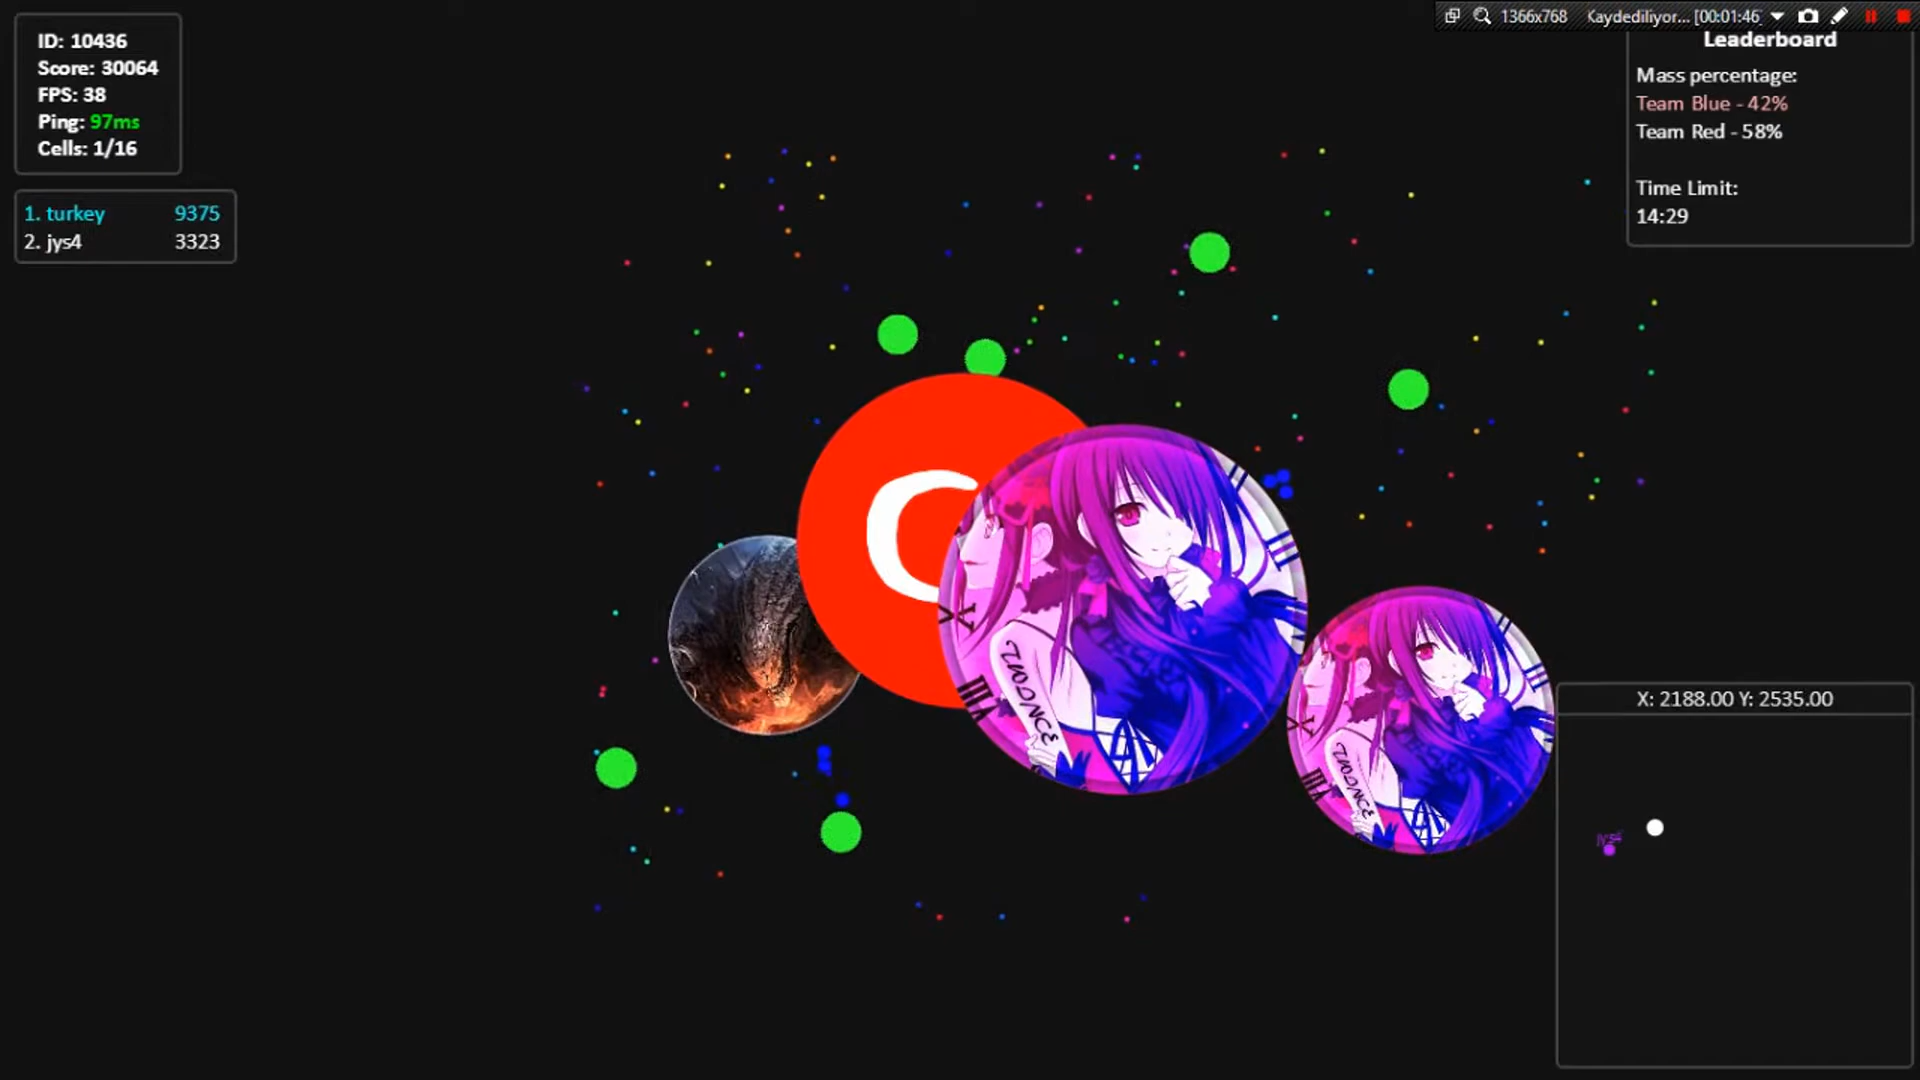 1366x768 Kaydediliyor... [00:01:46]
ID: 10436
Score: 30064
FPS: 38
Ping: 97ms
Cells: 1/16
1. turkey 9375
2. jys4 3323
Leaderboard
Mass percentage:
Team Blue - 42%
Team Red - 58%
Time Limit:
14:29
C
X: 2188.00 Y: 2535.00
jys4